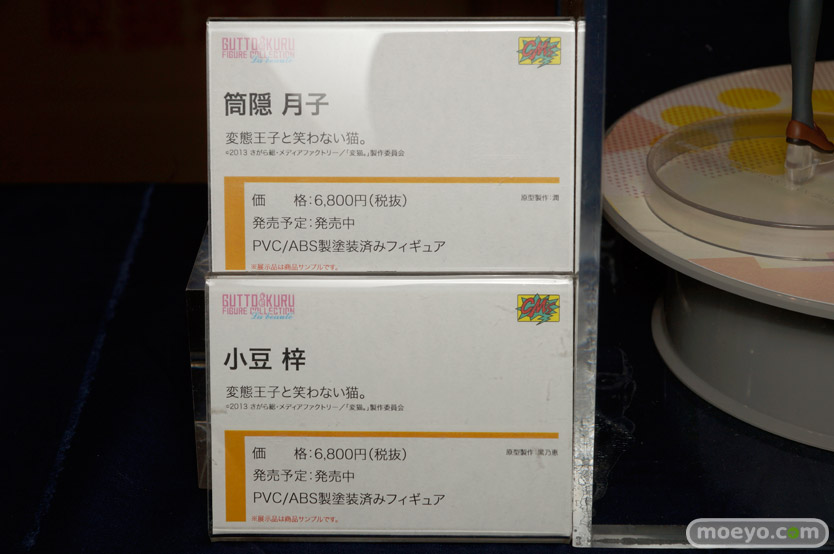 GUTTO KURU
FIGURE COLLECTION
La beauté
GM
筒隠 月子
変態王子と笑わない猫。
©2013 さがら総・メディアファクトリー／「変猫。」製作委員会
価　　格：6,800円（税抜）
原型製作：潤
発売予定：発売中
PVC/ABS製塗装済みフィギュア
※展示品は商品サンプルです。
GUTTO KURU
FIGURE COLLECTION
La beauté
小豆 梓
変態王子と笑わない猫。
©2013 さがら総・メディアファクトリー／「変猫。」製作委員会
価　　格：6,800円（税抜）
原型製作：
発売予定：発売中
PVC/ABS製塗装済みフィギュア
※展示品は商品サンプルです。
moeyo.com